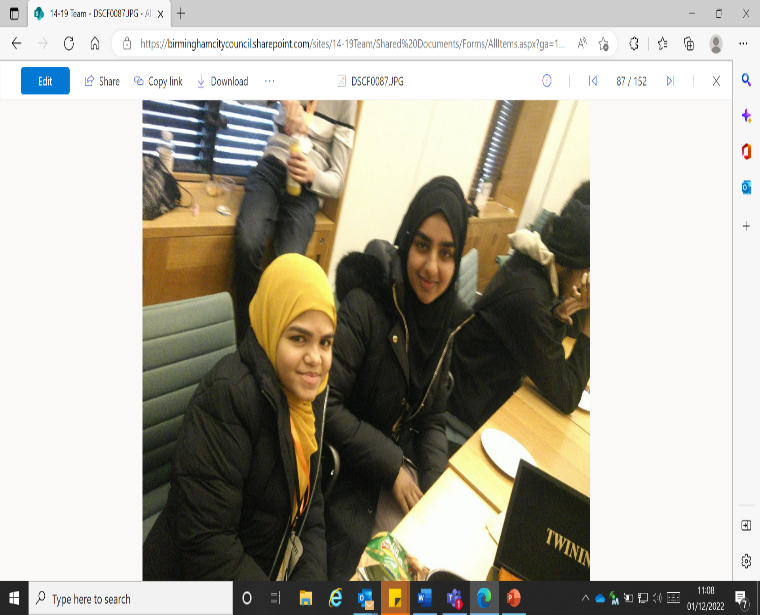 14-19 Team - DSCF0087.JPG - All
https://birminghamcitycouncil.sharepoint.com/sites/14-19Team/Shared%20Documents/Forms/AllItems.aspx?ga=1...
Edit Share Copy link Download ... DSCF0087.JPG 87 / 152
TWININ
Type here to search
11:08
01/12/2022
7